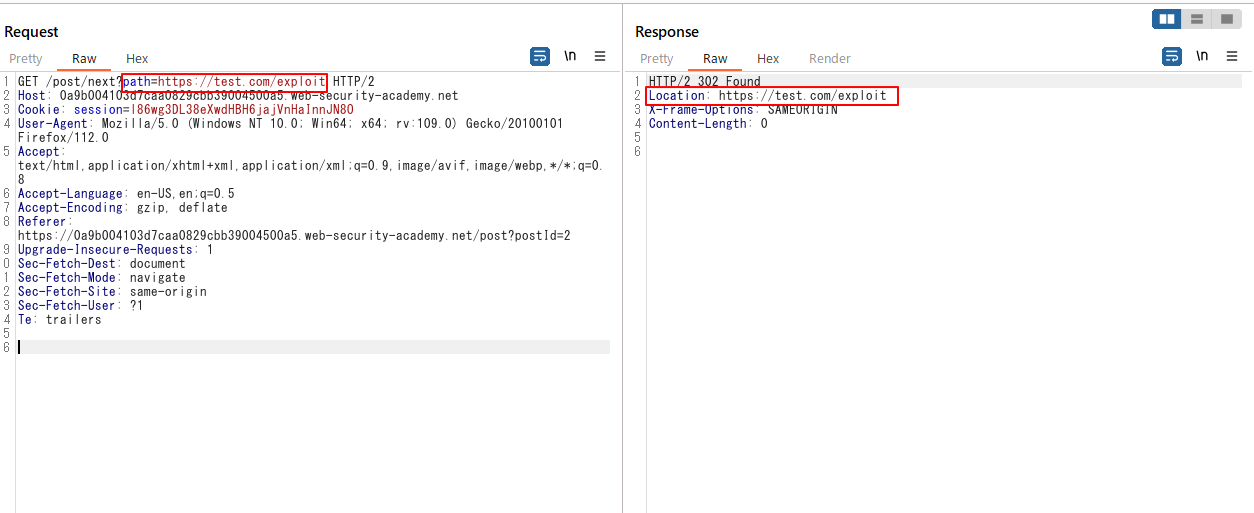 Request
Pretty Raw Hex \n
1 GET /post/next?path=https://test.com/exploit HTTP/2
2 Host: 0a9b004103d7caa0829cbb39004500a5.web-security-academy.net
3 Cookie: session=l86wg3DL38eXwdHBH6jajVnHaInnJN8O
4 User-Agent: Mozilla/5.0 (Windows NT 10.0; Win64; x64; rv:109.0) Gecko/20100101
Firefox/112.0
5 Accept:
text/html,application/xhtml+xml,application/xml;q=0.9,image/avif,image/webp,*/*;q=0.
8
6 Accept-Language: en-US,en;q=0.5
7 Accept-Encoding: gzip, deflate
8 Referer:
https://0a9b004103d7caa0829cbb39004500a5.web-security-academy.net/post?postId=2
9 Upgrade-Insecure-Requests: 1
0 Sec-Fetch-Dest: document
1 Sec-Fetch-Mode: navigate
2 Sec-Fetch-Site: same-origin
3 Sec-Fetch-User: ?1
4 Te: trailers
5
6
Response
Pretty Raw Hex Render \n
1 HTTP/2 302 Found
2 Location: https://test.com/exploit
3 X-Frame-Options: SAMEORIGIN
4 Content-Length: 0
5
6